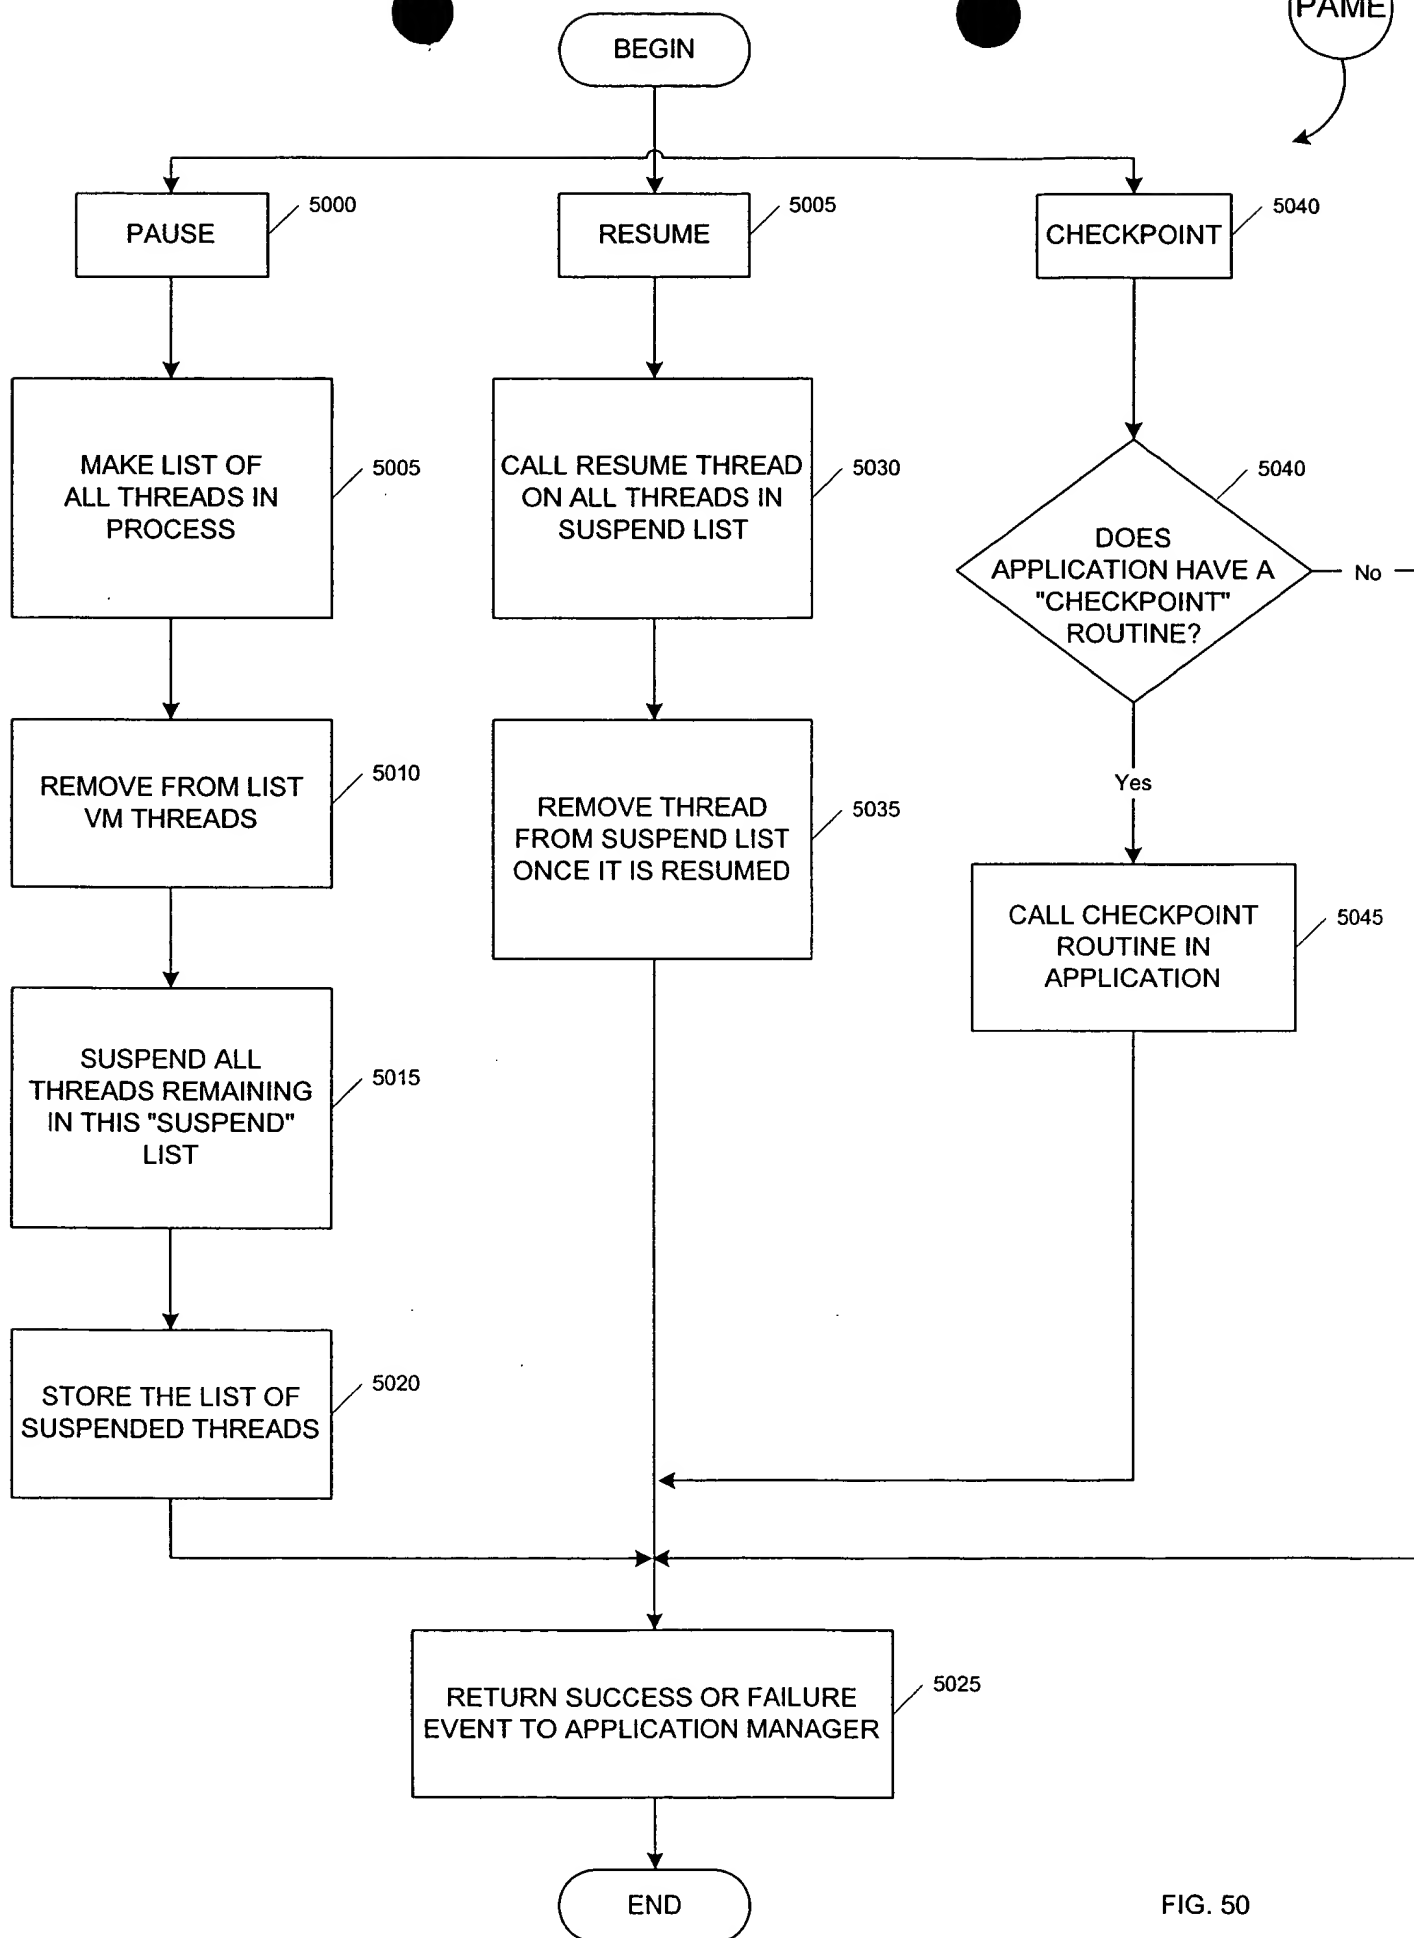 PAME
BEGIN
PAUSE
5000
RESUME
5005
CHECKPOINT
5040
MAKE LIST OF
ALL THREADS IN
PROCESS
5005
CALL RESUME THREAD
ON ALL THREADS IN
SUSPEND LIST
5030
DOES
APPLICATION HAVE A
"CHECKPOINT"
ROUTINE?
5040
No
Yes
REMOVE FROM LIST
VM THREADS
5010
REMOVE THREAD
FROM SUSPEND LIST
ONCE IT IS RESUMED
5035
CALL CHECKPOINT
ROUTINE IN
APPLICATION
5045
SUSPEND ALL
THREADS REMAINING
IN THIS "SUSPEND"
LIST
5015
STORE THE LIST OF
SUSPENDED THREADS
5020
RETURN SUCCESS OR FAILURE
EVENT TO APPLICATION MANAGER
5025
END
FIG. 50